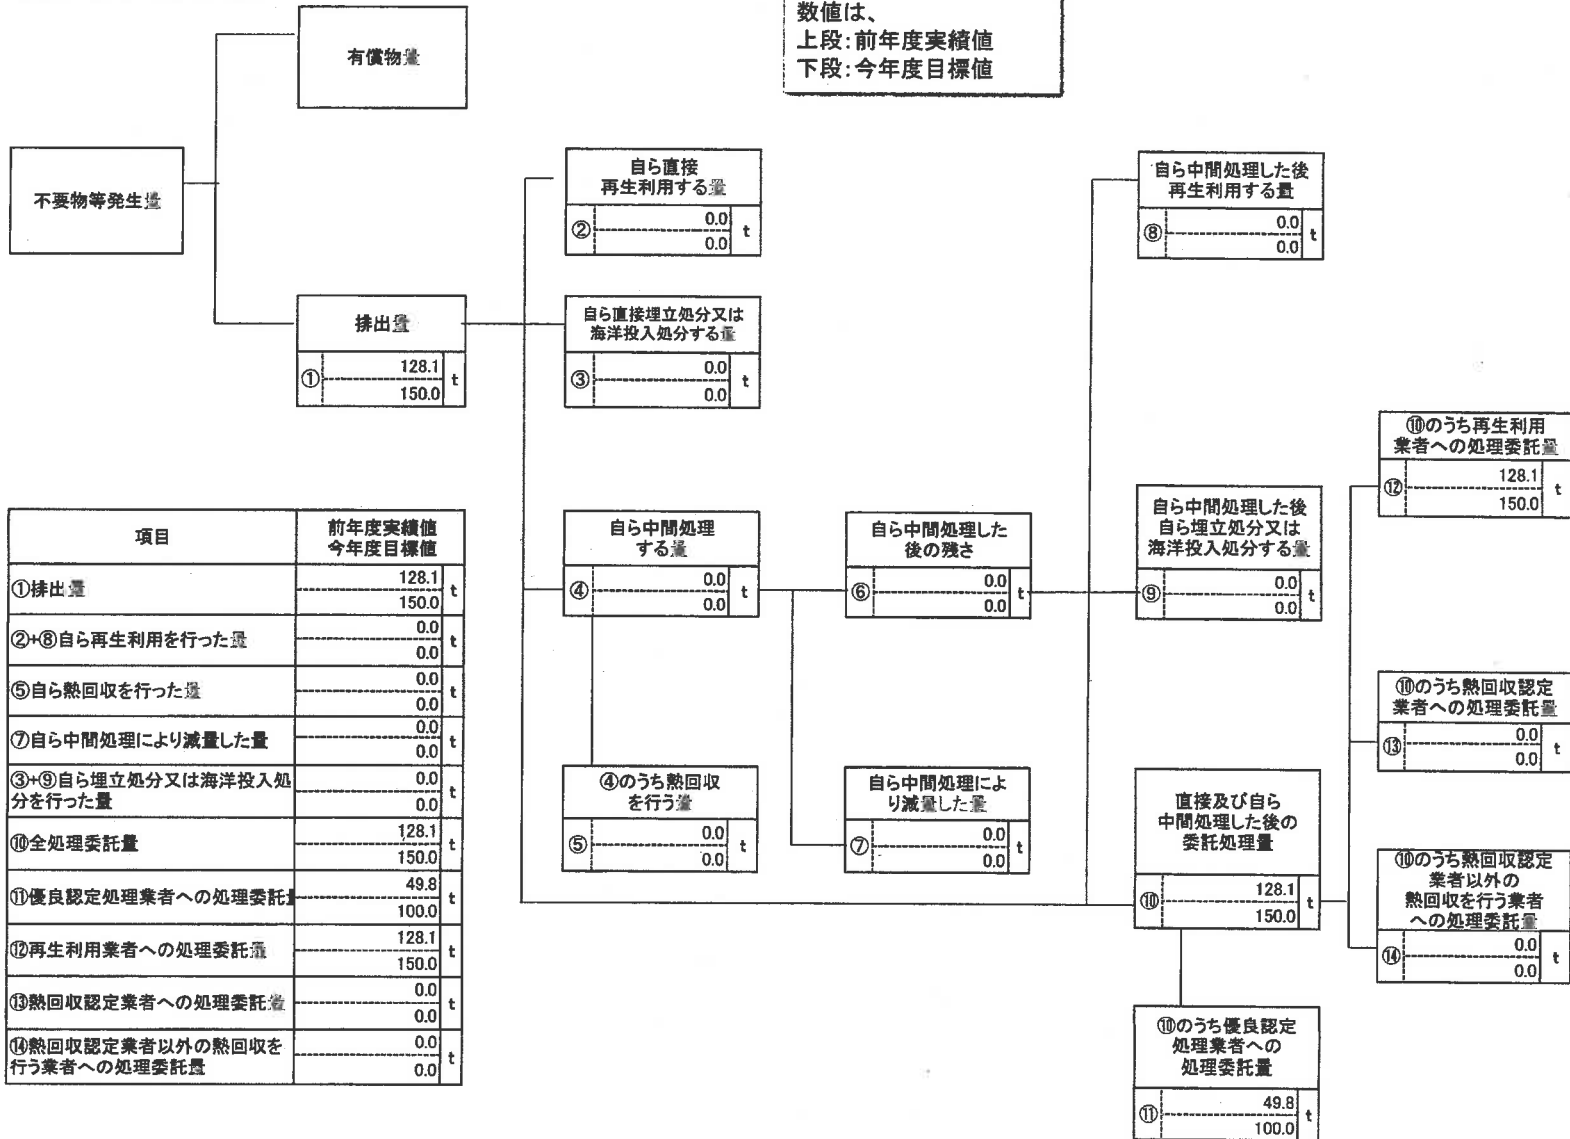 数値は、
上段:前年度実績値
下段:今年度目標値
有償物量
不要物等発生量
排出量
① 128.1 t
150.0
自ら直接
再生利用する量
② 0.0 t
0.0
自ら直接埋立処分又は
海洋投入処分する量
③ 0.0 t
0.0
自ら中間処理
する量
④ 0.0 t
0.0
④のうち熱回収
を行う量
⑤ 0.0 t
0.0
自ら中間処理した
後の残さ
⑥ 0.0 t
0.0
自ら中間処理によ
り減量した量
⑦ 0.0 t
0.0
自ら中間処理した後
再生利用する量
⑧ 0.0 t
0.0
自ら中間処理した後
自ら埋立処分又は
海洋投入処分する量
⑨ 0.0 t
0.0
直接及び自ら
中間処理した後の
委託処理量
⑩ 128.1 t
150.0
⑩のうち優良認定
処理業者への
処理委託量
⑪ 49.8 t
100.0
⑩のうち再生利用
業者への処理委託量
⑫ 128.1 t
150.0
⑩のうち熱回収認定
業者への処理委託量
⑬ 0.0 t
0.0
⑩のうち熱回収認定
業者以外の
熱回収を行う業者
への処理委託量
⑭ 0.0 t
0.0
項目 前年度実績値
今年度目標値
①排出量 128.1 t
150.0
②+⑧自ら再生利用を行った量 0.0 t
0.0
⑤自ら熱回収を行った量 0.0 t
0.0
⑦自ら中間処理により減量した量 0.0 t
0.0
③+⑨自ら埋立処分又は海洋投入処 0.0 t
分を行った量 0.0
⑩全処理委託量 128.1 t
150.0
⑪優良認定処理業者への処理委託 49.8 t
100.0
⑫再生利用業者への処理委託量 128.1 t
150.0
⑬熱回収認定業者への処理委託量 0.0 t
0.0
⑭熱回収認定業者以外の熱回収を 0.0 t
行う業者への処理委託量 0.0